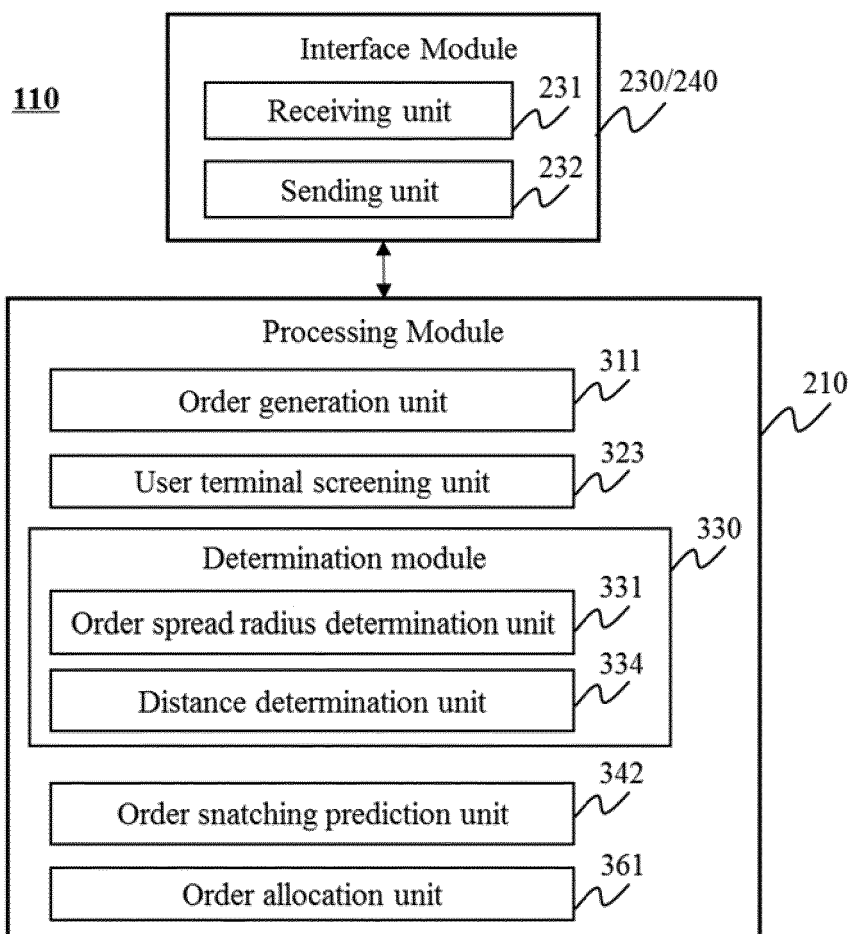 110
Interface Module
230/240
Receiving unit
231
Sending unit
232
Processing Module
210
Order generation unit
311
User terminal screening unit
323
Determination module
330
Order spread radius determination unit
331
Distance determination unit
334
Order snatching prediction unit
342
Order allocation unit
361